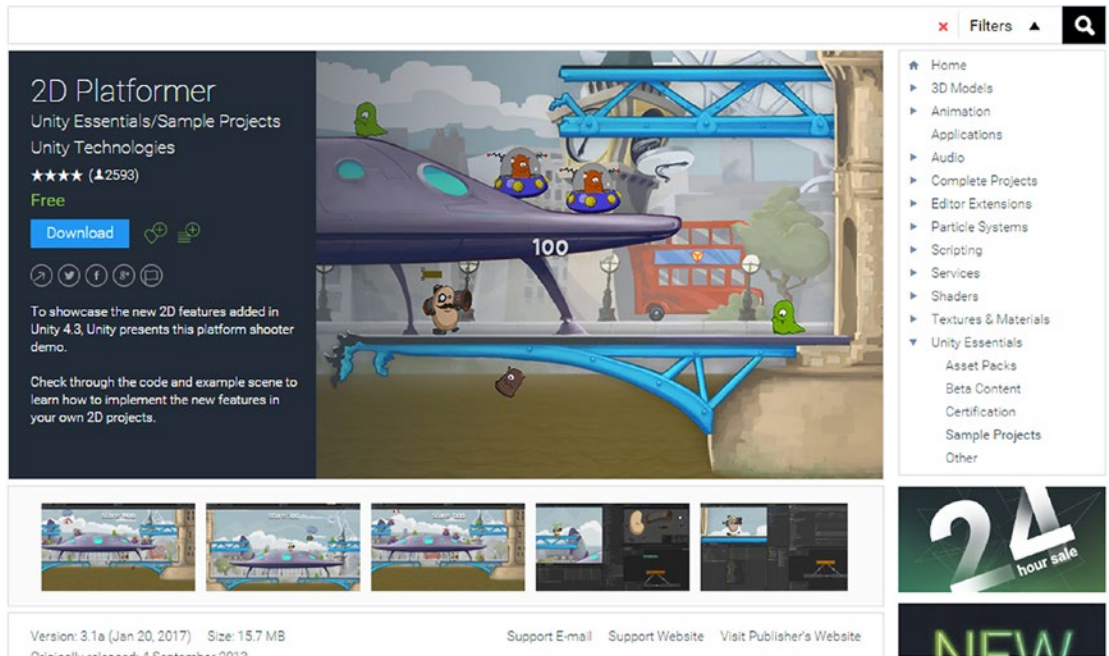 Filters
2D Platformer
Unity Essentials/Sample Projects
Unity Technologies
★★★★ (2593)
Free
Download
To showcase the new 2D features added in
Unity 4.3, Unity presents this platform shooter
demo.
Check through the code and example scene to
learn how to implement the new features in
your own 2D projects.
100
Home
3D Models
Animation
Applications
Audio
Complete Projects
Editor Extensions
Particle Systems
Scripting
Services
Shaders
Textures & Materials
Unity Essentials
Asset Packs
Beta Content
Certification
Sample Projects
Other
24
hour sale
Version: 3.1a (Jan 20, 2017) Size: 15.7 MB
Support E-mail Support Website Visit Publisher's Website
Originally released: 4 September 2013
NEW